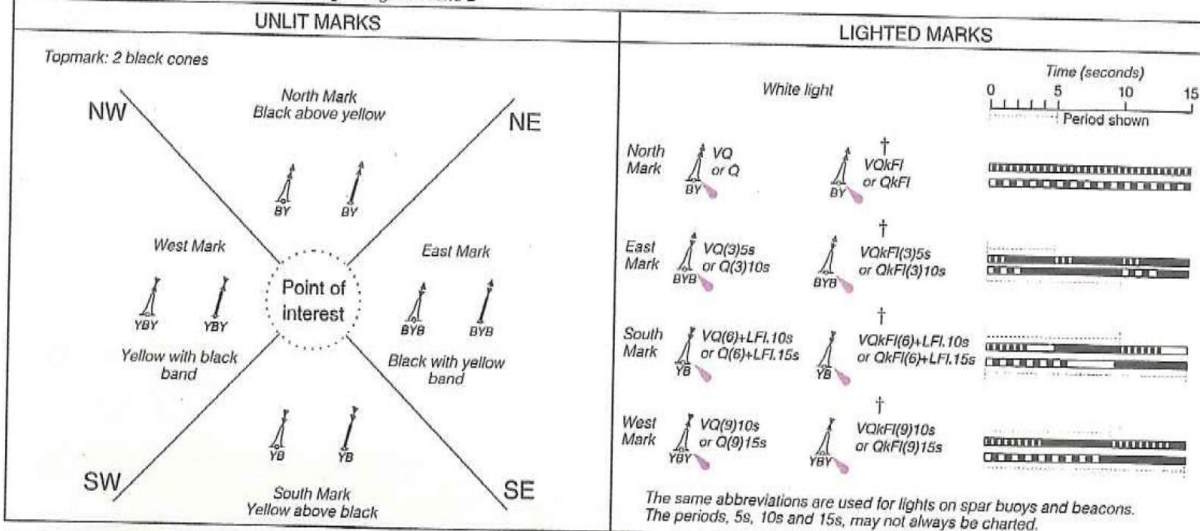 UNLIT MARKS
Topmark: 2 black cones
NW
NE
North Mark
Black above yellow
BY
BY
West Mark
YBY
YBY
Yellow with black
band
Point of
interest
East Mark
BYB
BYB
Black with yellow
band
YB
YB
SW
SE
South Mark
Yellow above black
LIGHTED MARKS
White light
Time (seconds)
0 5 10 15
Period shown
North
Mark
BY
VQ
or Q
†
BY
VQkFl
or QkFl
East
Mark
BYB
VQ(3)5s
or Q(3)10s
†
BYB
VQkFl(3)5s
or QkFl(3)10s
South
Mark
YB
VQ(6)+LFl.10s
or Q(6)+LFl.15s
†
YB
VQkFl(6)+LFl.10s
or QkFl(6)+LFl.15s
West
Mark
YBY
VQ(9)10s
or Q(9)15s
†
YBY
VQkFl(9)10s
or QkFl(9)15s
The same abbreviations are used for lights on spar buoys and beacons.
The periods, 5s, 10s and 15s, may not always be charted.